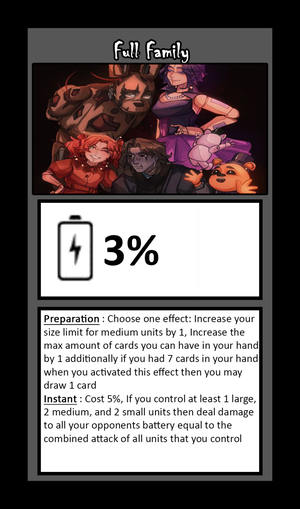 Full Family
3%
Preparation : Choose one effect: Increase your
size limit for medium units by 1, Increase the
max amount of cards you can have in your hand
by 1 additionally if you had 7 cards in your hand
when you activated this effect then you may
draw 1 card
Instant : Cost 5%, If you control at least 1 large,
2 medium, and 2 small units then deal damage
to all your opponents battery equal to the
combined attack of all units that you control